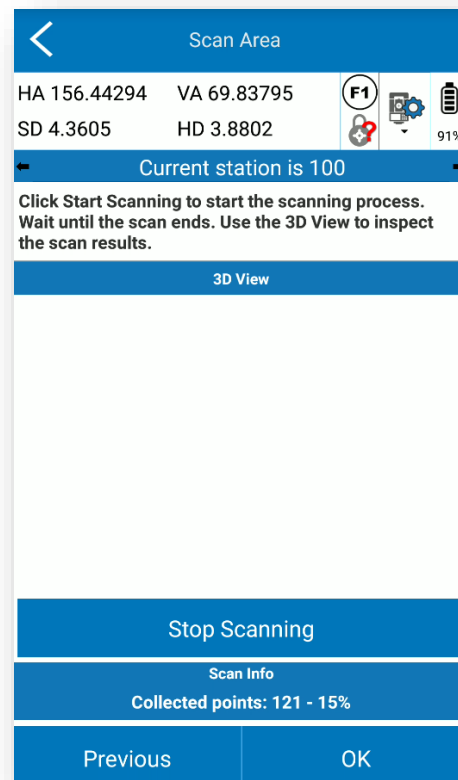 Scan Area
HA 156.44294 VA 69.83795 F1
SD 4.3605 HD 3.8802 ? 91%
Current station is 100
Click Start Scanning to start the scanning process.
Wait until the scan ends. Use the 3D View to inspect
the scan results.
3D View
Stop Scanning
Scan Info
Collected points: 121 - 15%
Previous OK